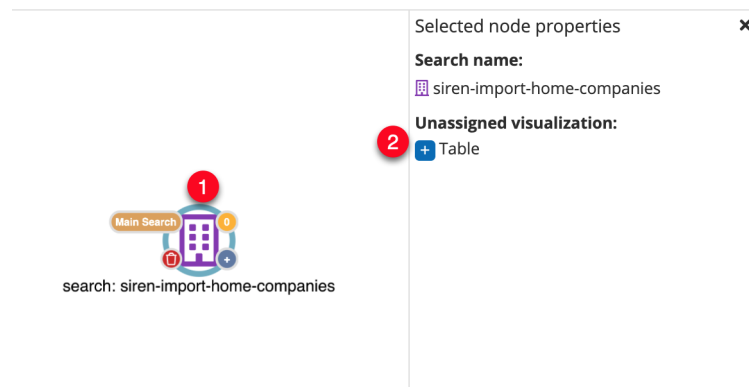 Selected node properties
Search name:
siren-import-home-companies
Unassigned visualization:
2
+ Table
1
Main Search
0
+
search: siren-import-home-companies